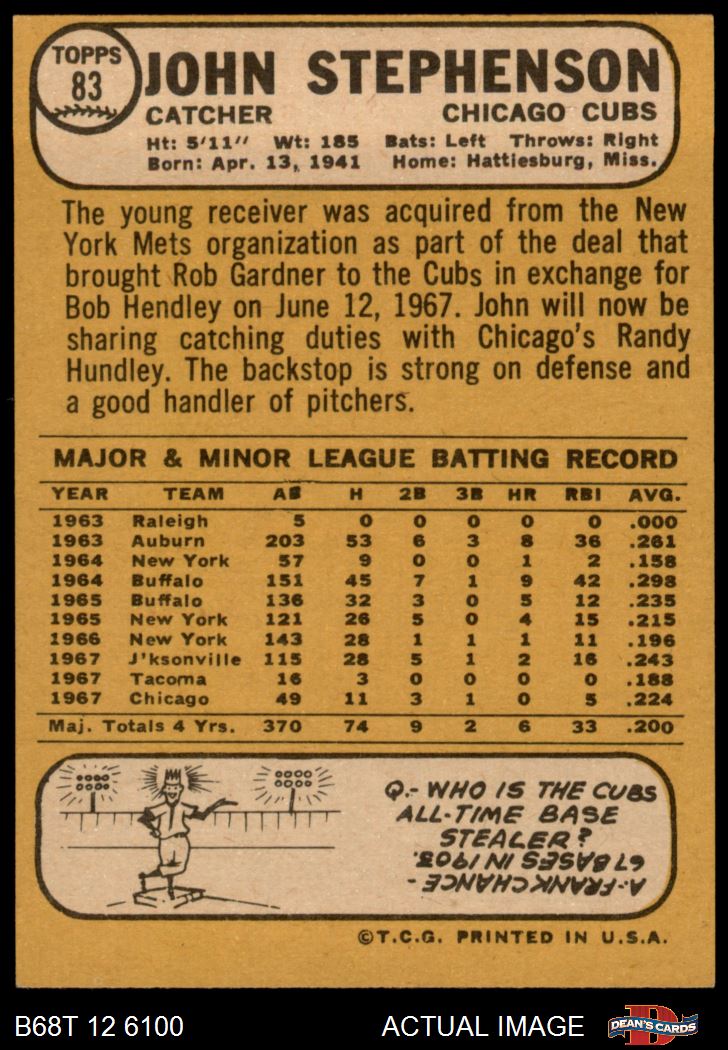 TOPPS
83
JOHN STEPHENSON
CATCHER CHICAGO CUBS
Ht: 5'11" Wt: 185 Bats: Left Throws: Right
Born: Apr. 13, 1941 Home: Hattiesburg, Miss.
The young receiver was acquired from the New
York Mets organization as part of the deal that
brought Rob Gardner to the Cubs in exchange for
Bob Hendley on June 12, 1967. John will now be
sharing catching duties with Chicago's Randy
Hundley. The backstop is strong on defense and
a good handler of pitchers.
MAJOR & MINOR LEAGUE BATTING RECORD
YEAR TEAM AB H 2B 3B HR RBI AVG.
1963 Raleigh 5 0 0 0 0 0 .000
1963 Auburn 203 53 6 3 8 36 .261
1964 New York 57 9 0 0 1 2 .158
1964 Buffalo 151 45 7 1 9 42 .298
1965 Buffalo 136 32 3 0 5 12 .235
1965 New York 121 26 5 0 4 15 .215
1966 New York 143 28 1 1 1 11 .196
1967 J'ksonville 115 28 5 1 2 16 .243
1967 Tacoma 16 3 0 0 0 0 .188
1967 Chicago 49 11 3 1 0 5 .224
Maj. Totals 4 Yrs. 370 74 9 2 6 33 .200
Q.- WHO IS THE CUBS
ALL-TIME BASE
STEALER?
A.-FRANK CHANCE -
67 BASES IN 1903.
©T.C.G. PRINTED IN U.S.A.
B68T 12 6100 ACTUAL IMAGE
D
DEAN'S CARDS